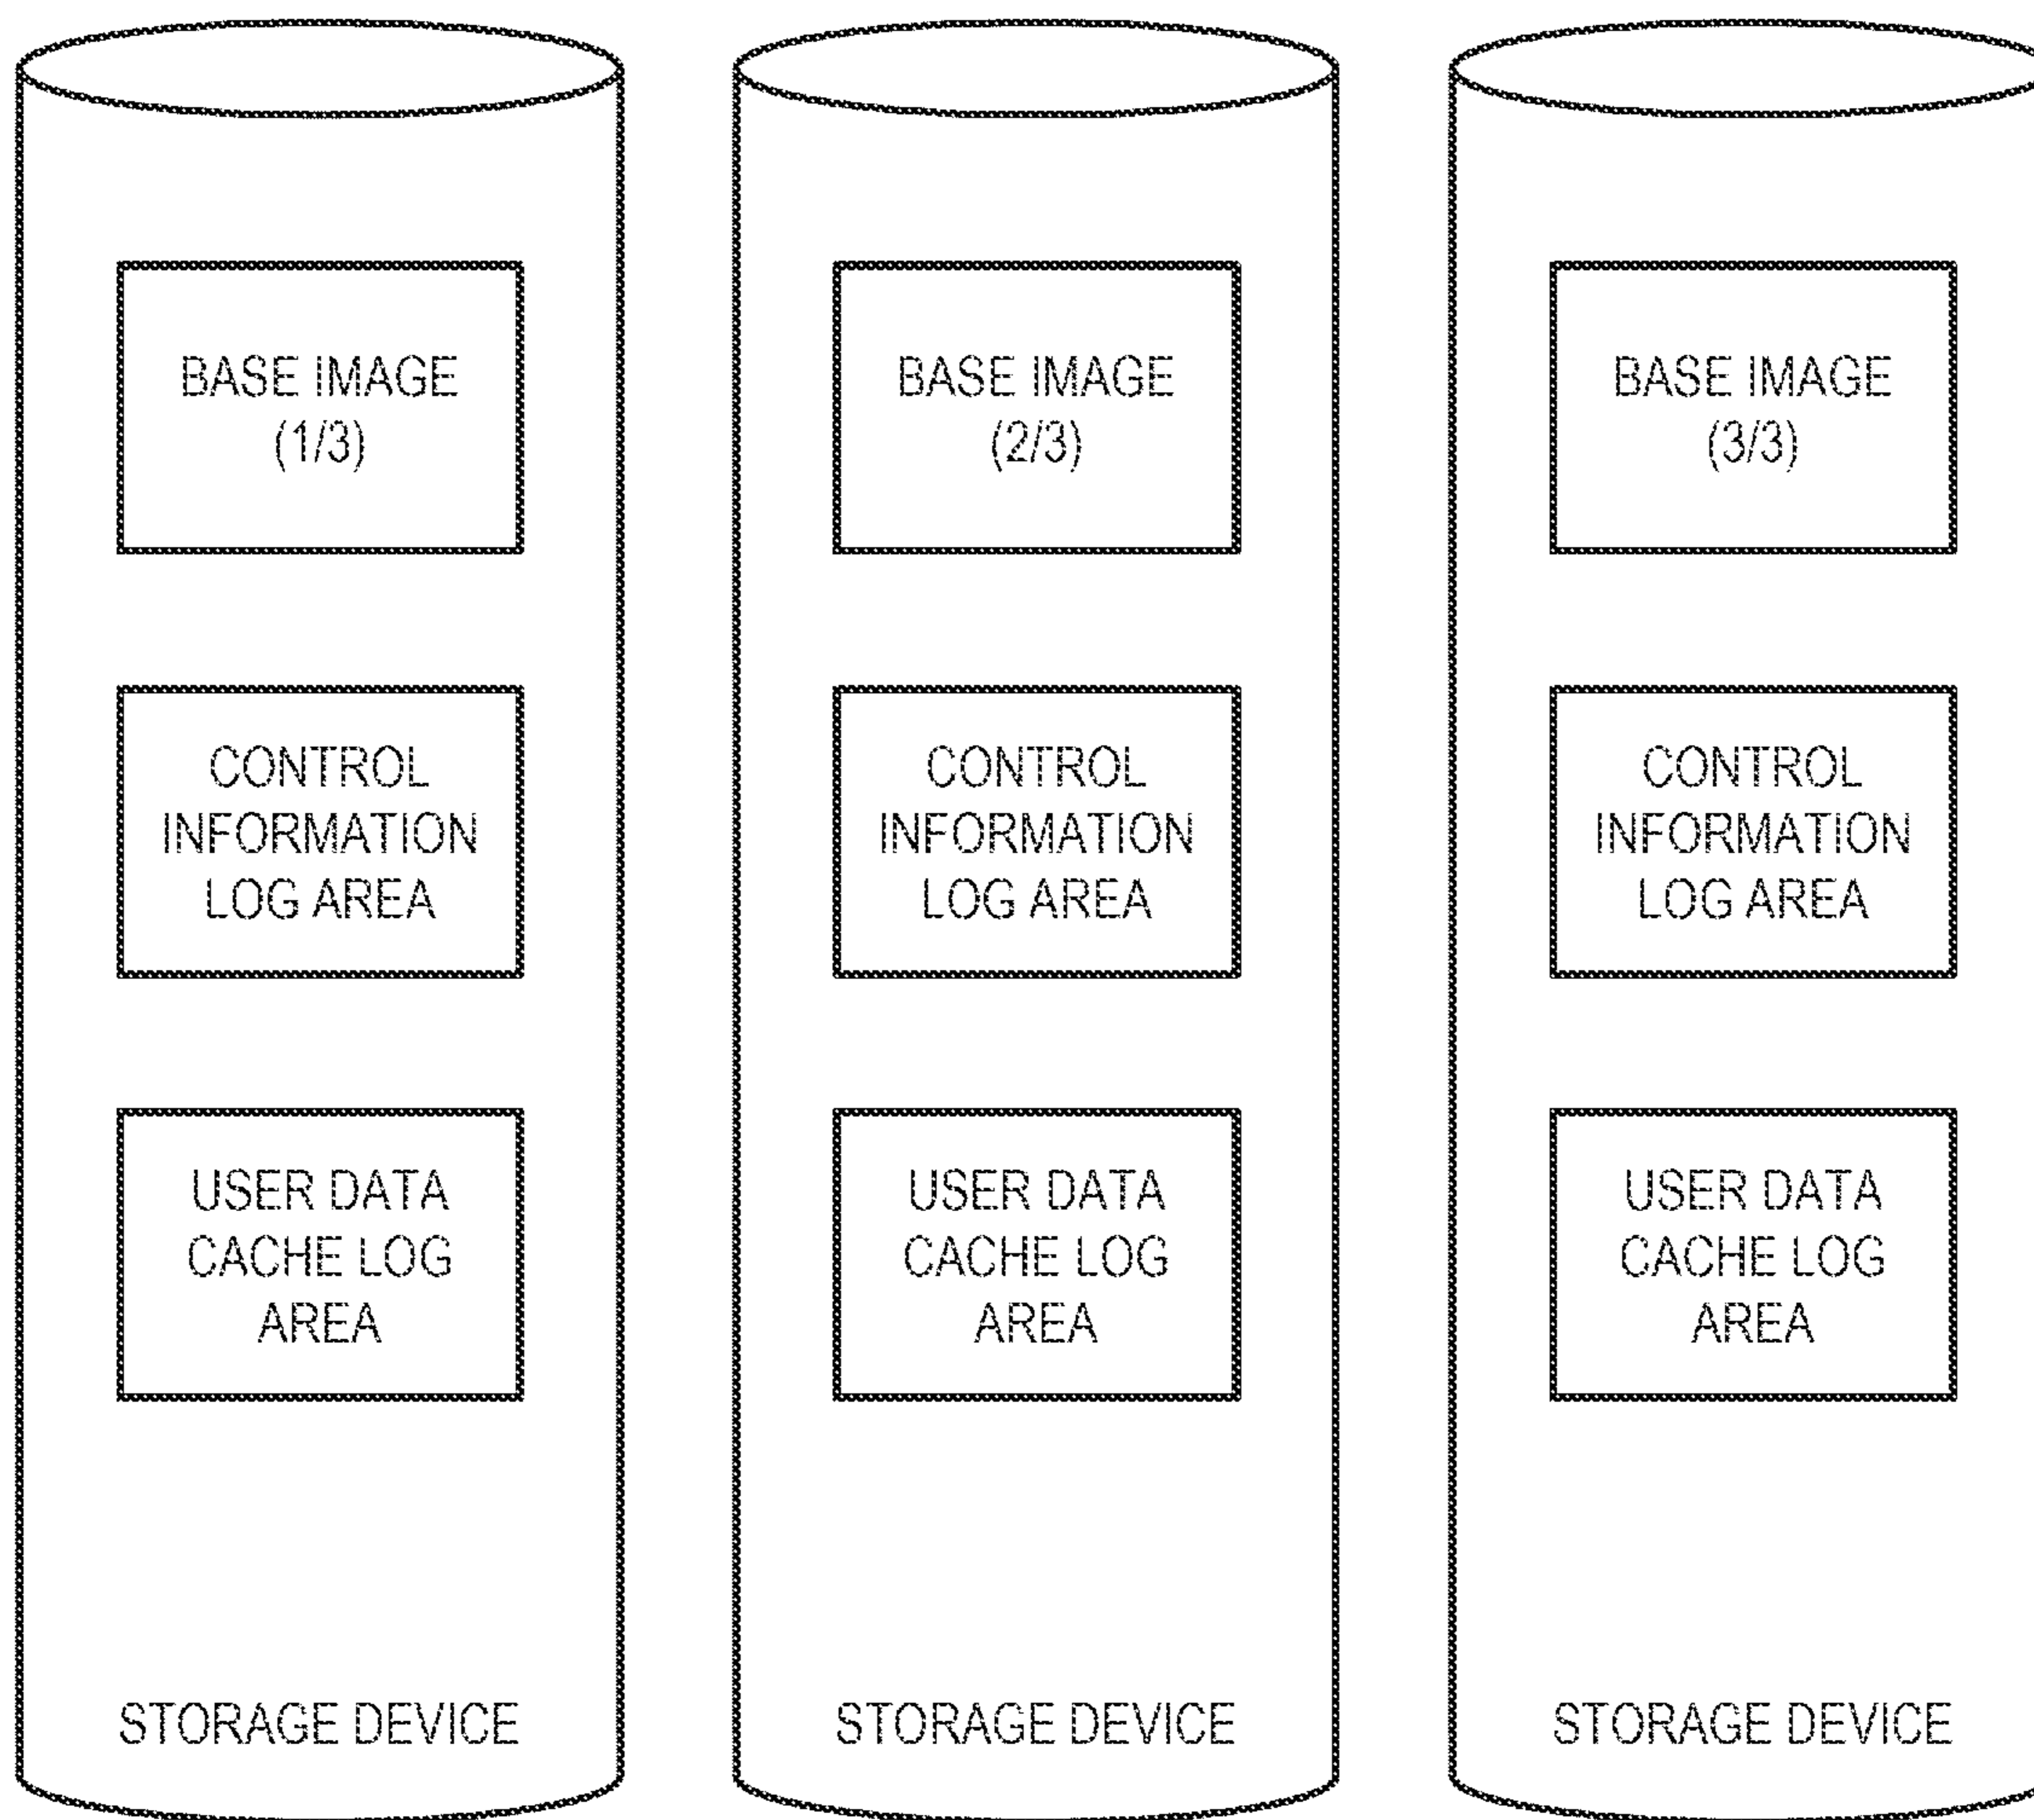 BASE IMAGE
(1/3)
CONTROL
INFORMATION
LOG AREA
USER DATA
CACHE LOG
AREA
STORAGE DEVICE
BASE IMAGE
(2/3)
CONTROL
INFORMATION
LOG AREA
USER DATA
CACHE LOG
AREA
STORAGE DEVICE
BASE IMAGE
(3/3)
CONTROL
INFORMATION
LOG AREA
USER DATA
CACHE LOG
AREA
STORAGE DEVICE